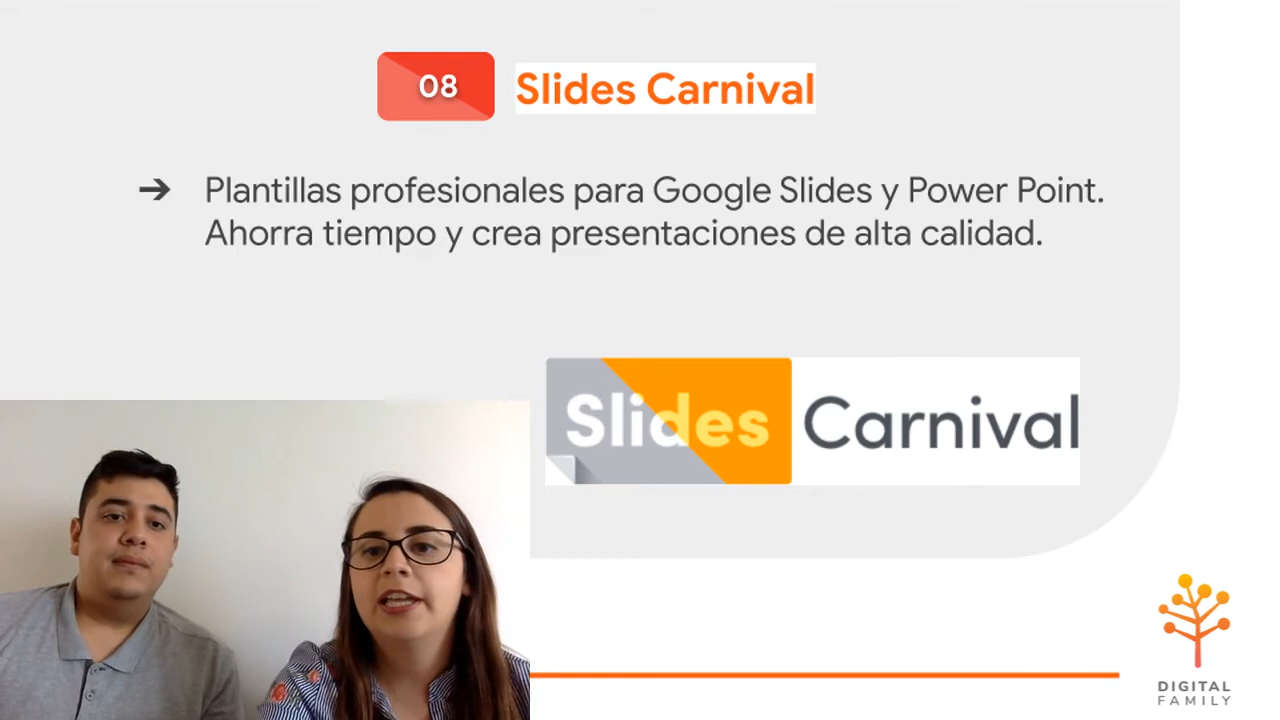 08 Slides Carnival
➔ Plantillas profesionales para Google Slides y Power Point.
Ahorra tiempo y crea presentaciones de alta calidad.
Slides Carnival
DIGITAL
FAMILY